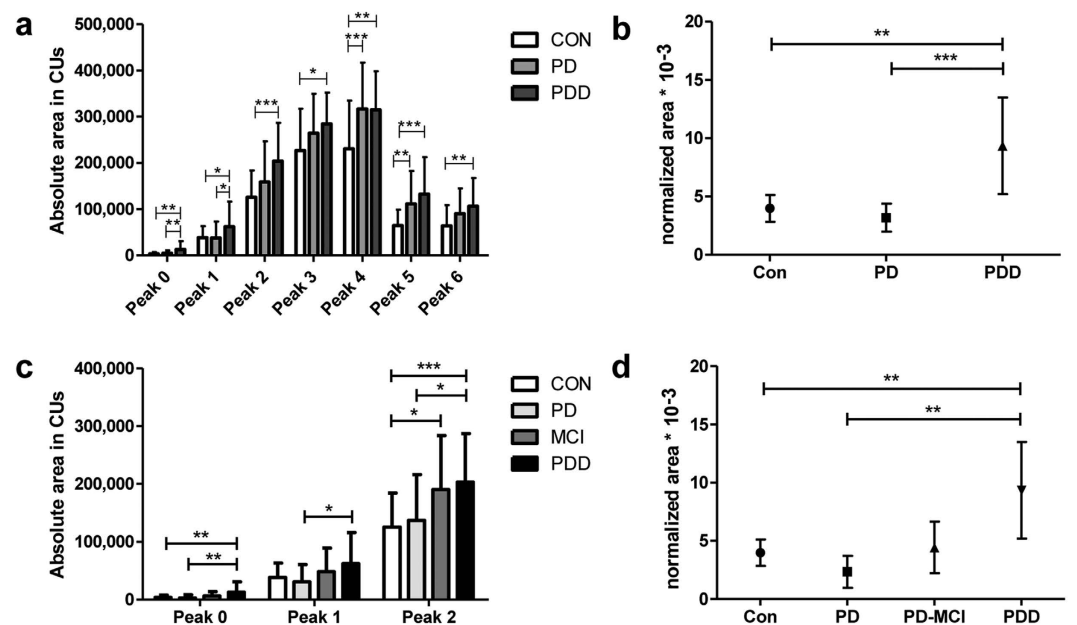 a
Absolute area in CUs
500,000
400,000
300,000
200,000
100,000
0
**
**
*
*
***
*
**
***
**
***
**
CON
PD
PDD
Peak 0
Peak 1
Peak 2
Peak 3
Peak 4
Peak 5
Peak 6
b
normalized area * 10-3
20
15
10
5
0
**
***
Con
PD
PDD
c
Absolute area in CUs
400,000
300,000
200,000
100,000
0
**
**
*
***
*
*
CON
PD
MCI
PDD
Peak 0
Peak 1
Peak 2
d
normalized area * 10-3
20
15
10
5
0
**
**
Con
PD
PD-MCI
PDD